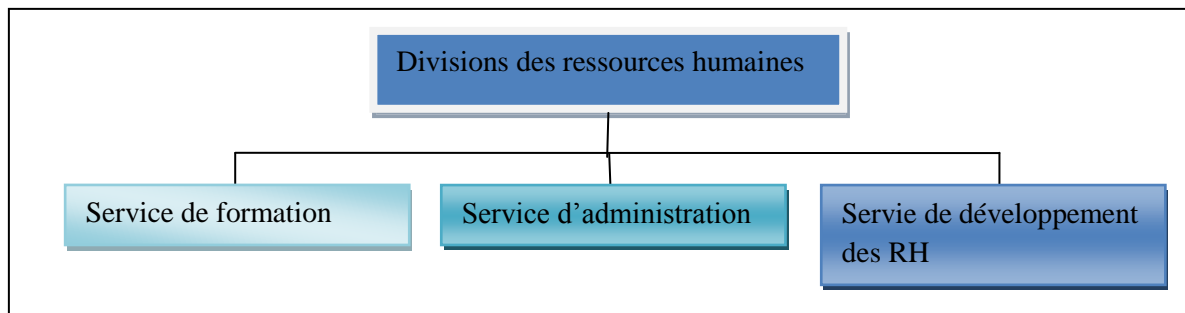 Divisions des ressources humaines
Service de formation
Service d’administration
Servie de développement
des RH